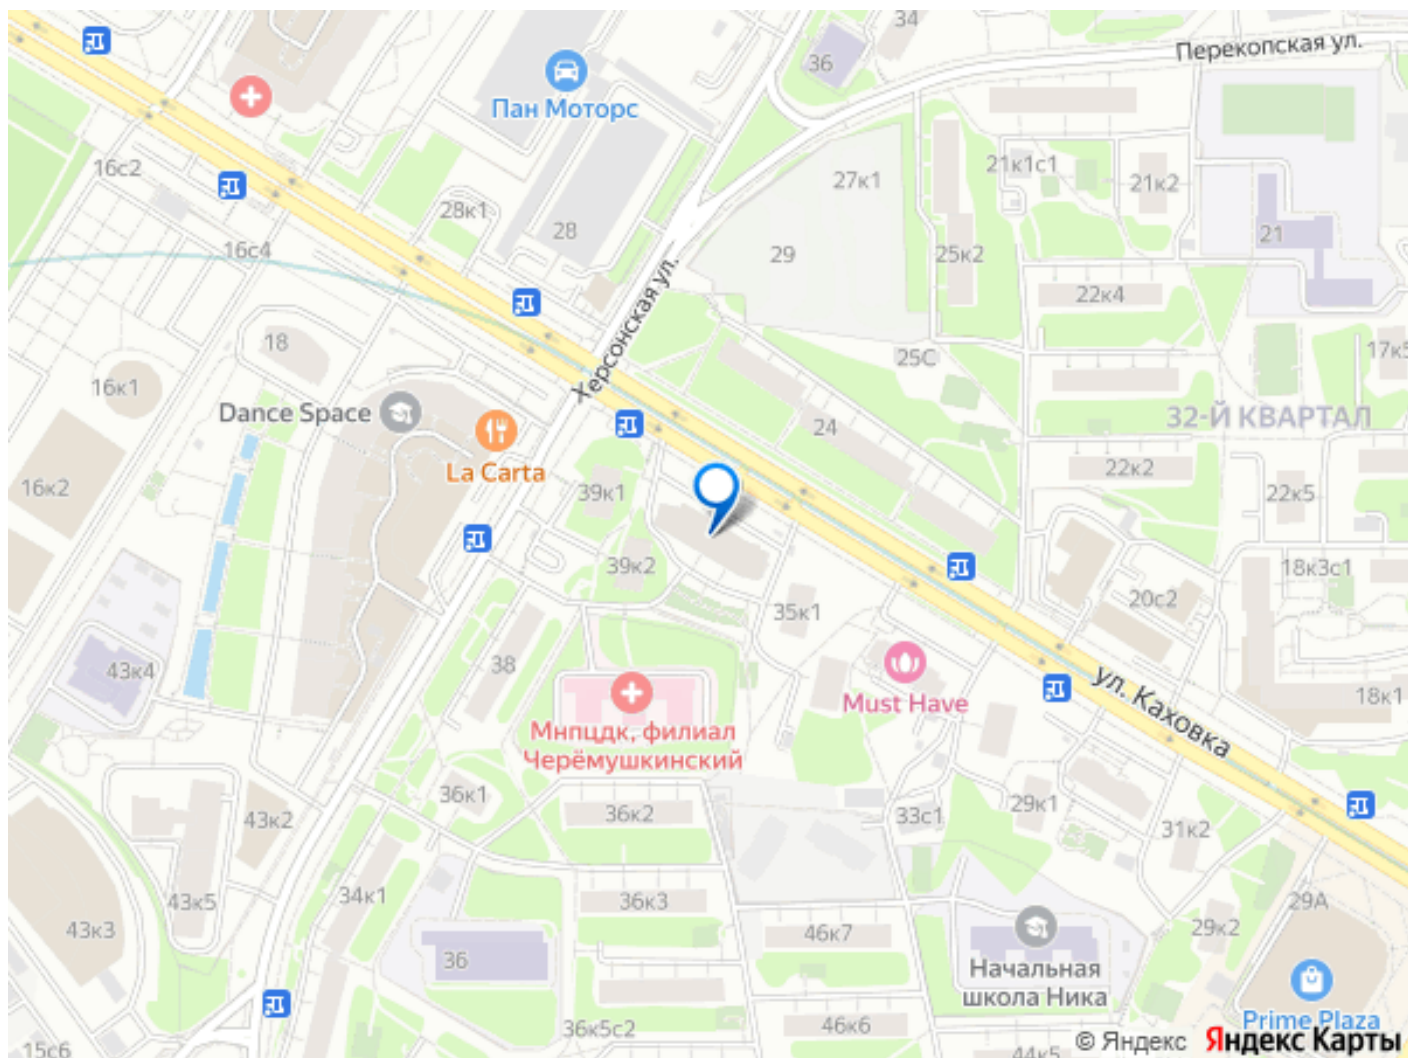 34
Перекопская ул.
36
Пан Моторс
16с2
21к1с1
27к1
21к2
28к1
28
21
16с4
29
25к2
22к4
Херсонская ул.
18
25С
17к5
16к1
Dance Space
24
32-Й КВАРТАЛ
La Carta
22к2
16к2
39к1
22к5
39к2
18к3с1
20с2
35к1
38
43к4
ул. Каховка
Must Have
18к1
Мнпцдк, филиал
Черёмушкинский
36к1
29к1
36к2
33с1
43к2
31к2
34к1
36к3
43к5
29А
43к3
46к7
29к2
36
Начальная
школа Ника
Prime Plaza
36к5с2
46к6
44к5
15с6
© Яндекс Яндекс Карты